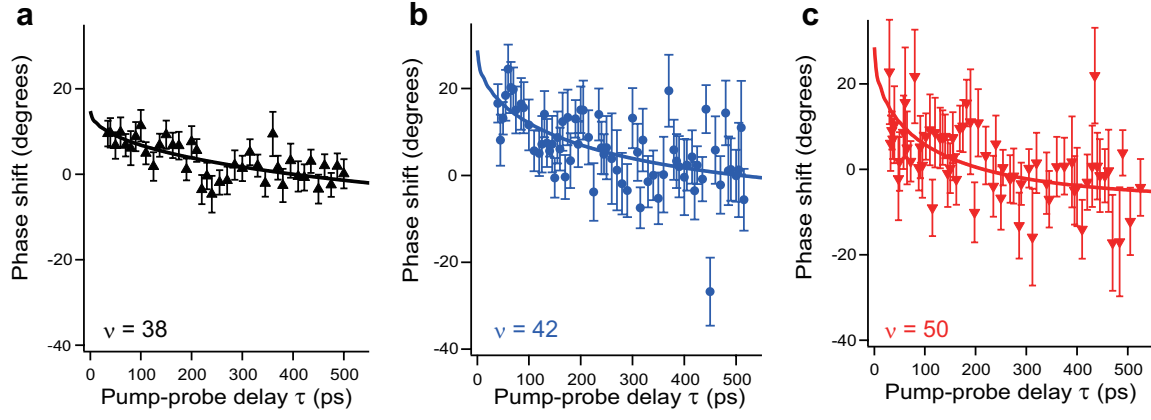 a
Phase shift (degrees)
20
0
-20
-40
ν = 38
0 100 200 300 400 500
Pump-probe delay τ (ps)
b
Phase shift (degrees)
20
0
-20
-40
ν = 42
0 100 200 300 400 500
Pump-probe delay τ (ps)
c
Phase shift (degrees)
20
0
-20
-40
ν = 50
0 100 200 300 400 500
Pump-probe delay τ (ps)